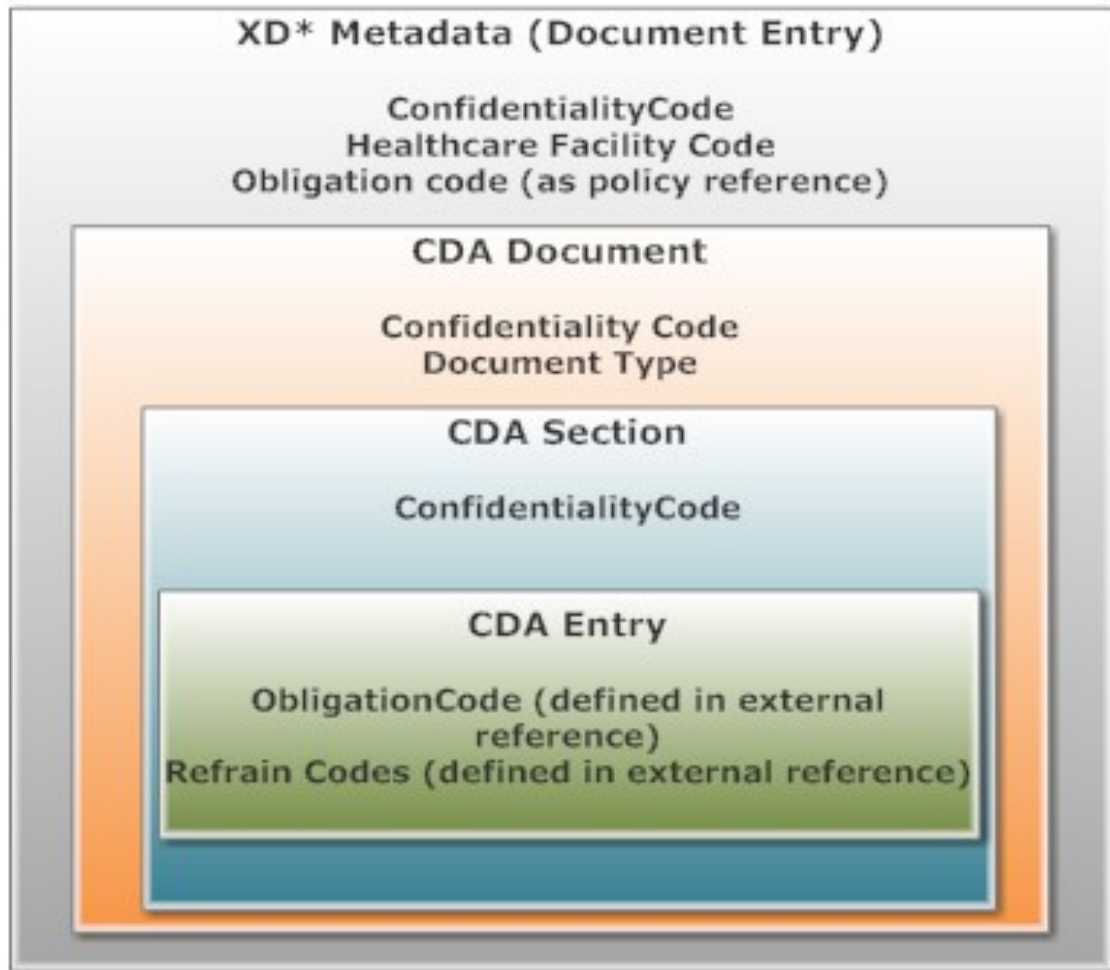 XD* Metadata (Document Entry)
ConfidentialityCode
Healthcare Facility Code
Obligation code (as policy reference)
CDA Document
Confidentiality Code
Document Type
CDA Section
ConfidentialityCode
CDA Entry
ObligationCode (defined in external
reference)
Refrain Codes (defined in external reference)